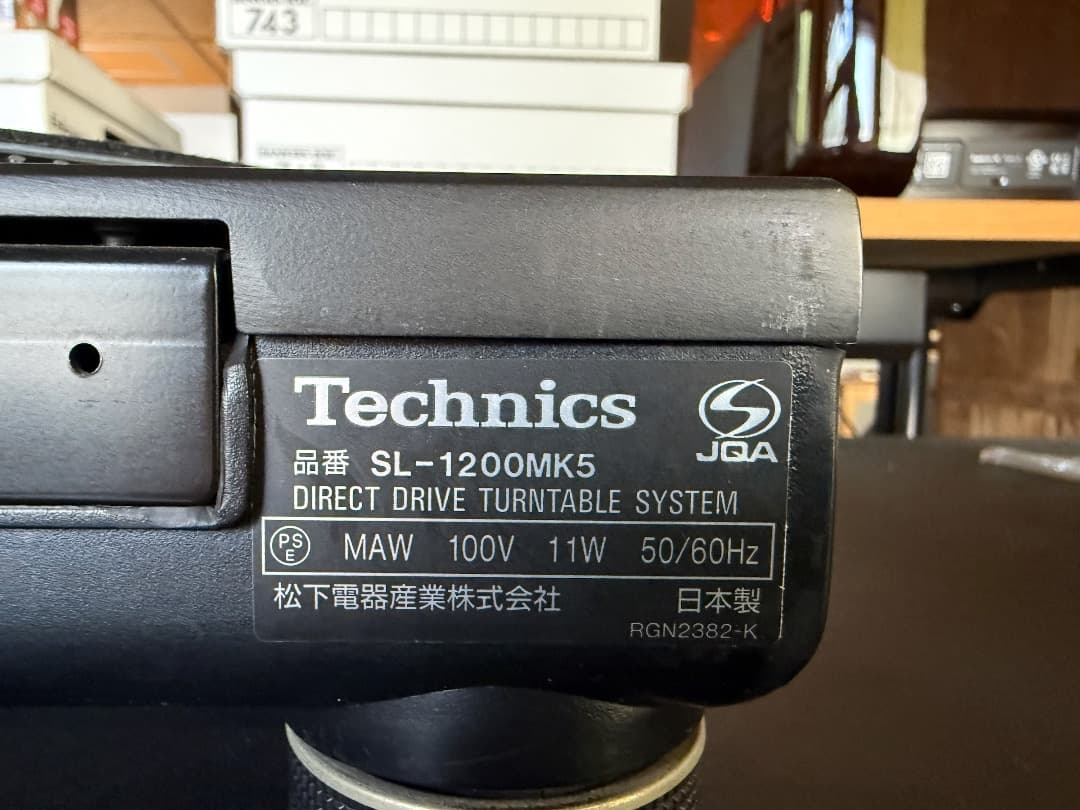 743
Technics
JQA
品番 SL-1200MK5
DIRECT DRIVE TURNTABLE SYSTEM
PS
E
MAW 100V 11W 50/60Hz
松下電器産業株式会社 日本製
RGN2382-K